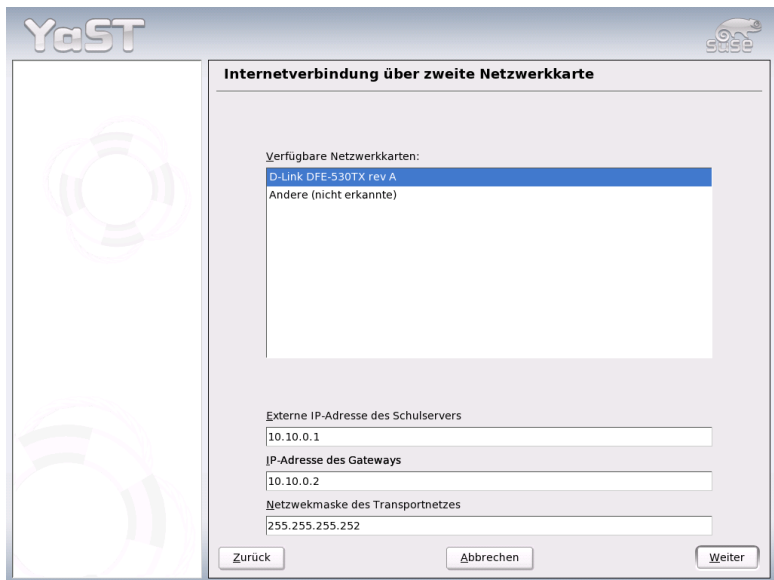 YaST
SUSE
Internetverbindung über zweite Netzwerkkarte
Verfügbare Netzwerkkarten:
D-Link DFE-530TX rev A
Andere (nicht erkannte)
Externe IP-Adresse des Schulservers
10.10.0.1
IP-Adresse des Gateways
10.10.0.2
Netzwekmaske des Transportnetzes
255.255.255.252
Zurück
Abbrechen
Weiter